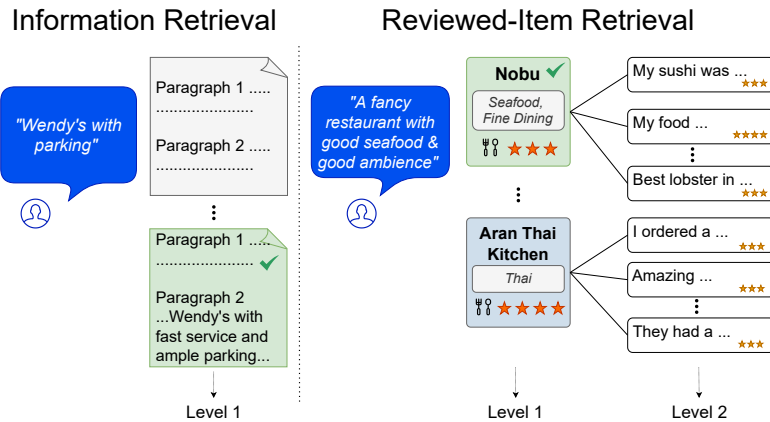 Information Retrieval
"Wendy's with
parking"
Paragraph 1 .....
.....................
Paragraph 2 .....
.....................
Paragraph 1 .....
.....................
Paragraph 2
...Wendy's with
fast service and
ample parking...
Level 1
Reviewed-Item Retrieval
"A fancy
restaurant with
good seafood &
good ambience"
Nobu
Seafood,
Fine Dining
My sushi was ...
My food ...
Best lobster in ...
Aran Thai
Kitchen
Thai
I ordered a ...
Amazing ...
They had a ...
Level 1
Level 2